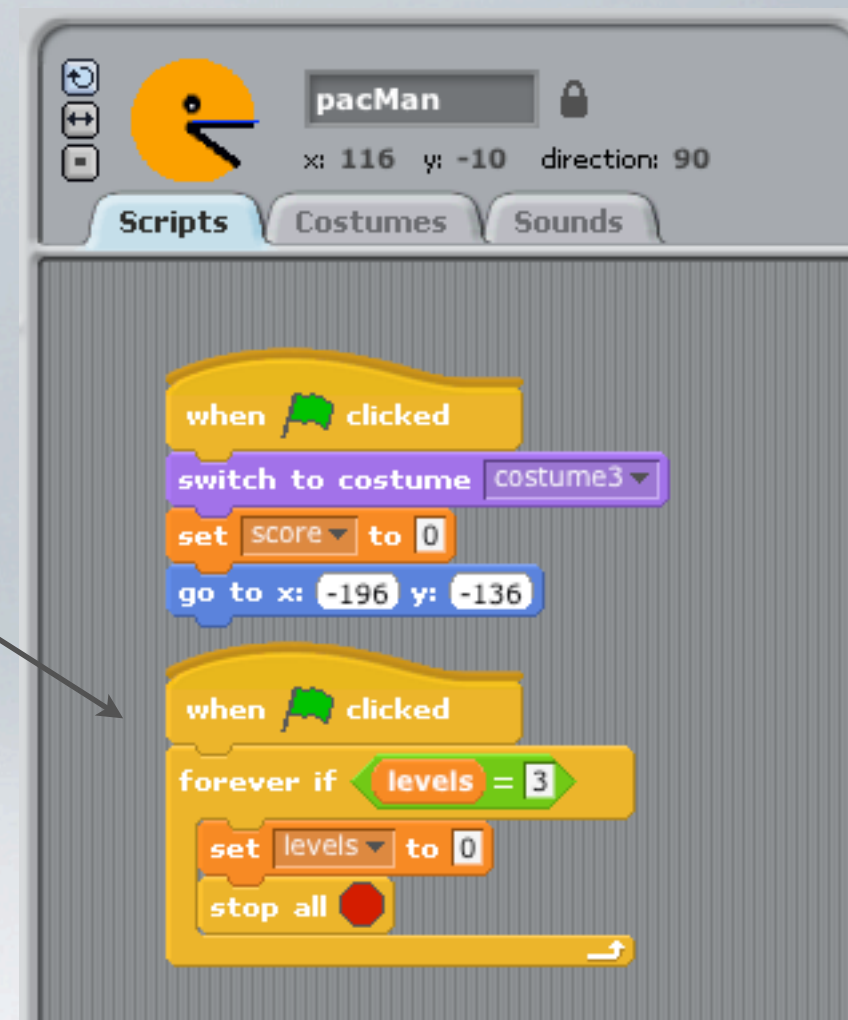 pacMan
x: 116 y: -10 direction: 90
Scripts Costumes Sounds
when clicked
switch to costume costume3
set score to 0
go to x: -196 y: -136
when clicked
forever if levels = 3
set levels to 0
stop all